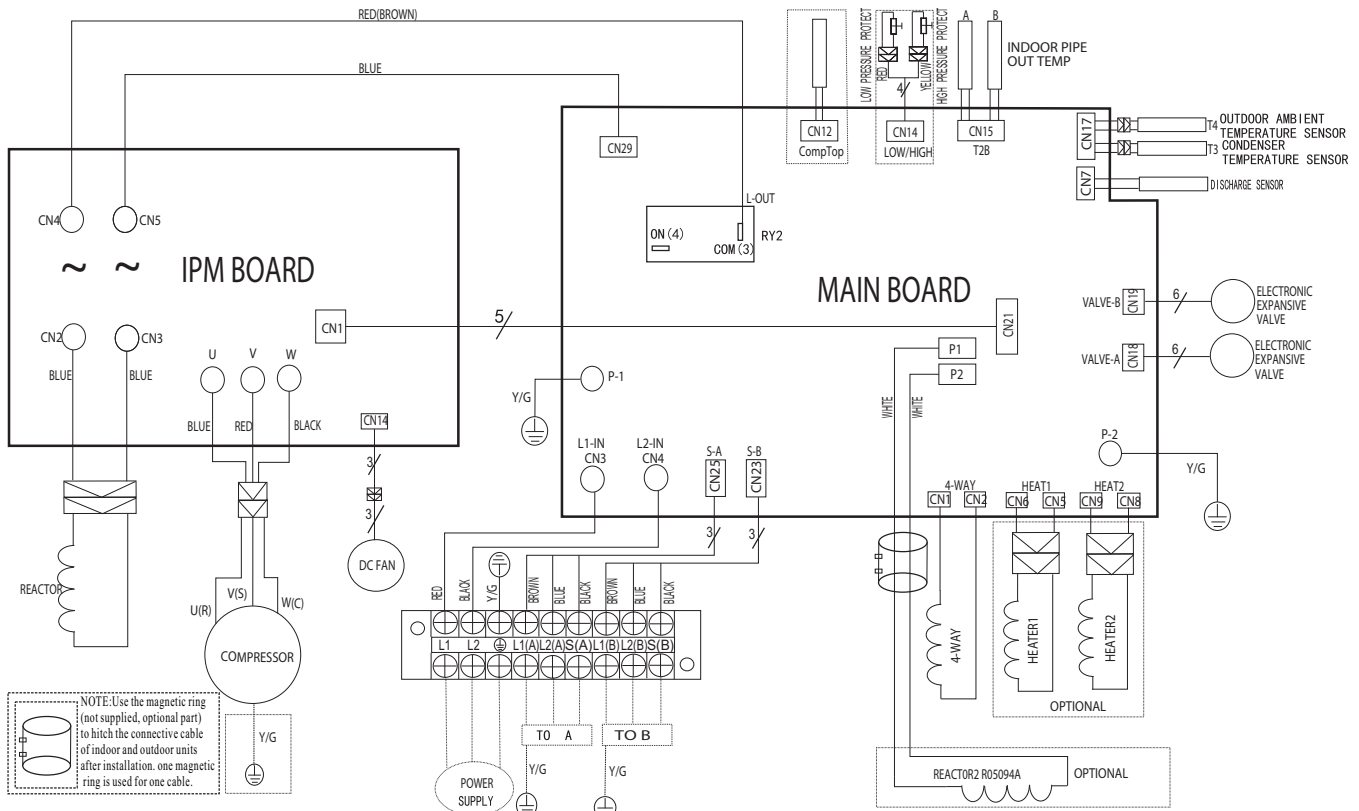 RED(BROWN)
BLUE
LOW PRESSURE PROTECT
RED
YELLOW
HIGH PRESSURE PROTECT
4
A
B
INDOOR PIPE
OUT TEMP
CN29
CN12
CompTop
CN14
LOW/HIGH
CN15
T2B
CN17
T4 OUTDOOR AMBIENT
TEMPERATURE SENSOR
T3 CONDENSER
TEMPERATURE SENSOR
CN7
DISCHARGE SENSOR
CN4
CN5
~
~
IPM BOARD
L-OUT
ON(4)
COM(3)
RY2
MAIN BOARD
CN2
CN3
BLUE
BLUE
U
V
W
CN1
5
CN21
VALVE-B
CN19
6
ELECTRONIC
EXPANSIVE
VALVE
VALVE-A
CN18
6
ELECTRONIC
EXPANSIVE
VALVE
P1
P2
WHITE
WHITE
P-1
Y/G
BLUE
RED
BLACK
CN14
3
3
DC FAN
L1-IN
CN3
L2-IN
CN4
S-A
CN25
S-B
CN23
3
3
P-2
Y/G
4-WAY
CN1
CN2
HEAT1
CN6
CN5
HEAT2
CN9
CN8
REACTOR
U(R)
V(S)
W(C)
COMPRESSOR
Y/G
RED
BLACK
Y/G
BROWN
BLUE
BLACK
BROWN
BLUE
BLACK
L1
L2
L1(A)
L2(A)
S(A)
L1(B)
L2(B)
S(B)
4-WAY
HEATER1
HEATER2
OPTIONAL
TO A
TO B
Y/G
Y/G
POWER
SUPPLY
REACTOR2 R05094A
OPTIONAL
NOTE:Use the magnetic ring
(not supplied, optional part)
to hitch the connective cable
of indoor and outdoor units
after installation. one magnetic
ring is used for one cable.